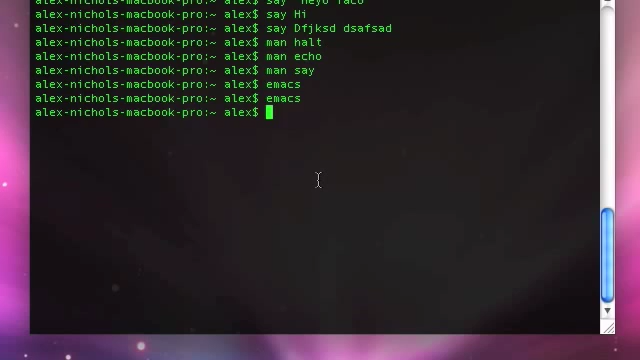 alex-nichols-macbook-pro:~ alex$ say "heyo Taco"
alex-nichols-macbook-pro:~ alex$ say Hi
alex-nichols-macbook-pro:~ alex$ say Dfjksd dsafsad
alex-nichols-macbook-pro:~ alex$ man halt
alex-nichols-macbook-pro:~ alex$ man echo
alex-nichols-macbook-pro:~ alex$ man say
alex-nichols-macbook-pro:~ alex$ emacs
alex-nichols-macbook-pro:~ alex$ emacs
alex-nichols-macbook-pro:~ alex$